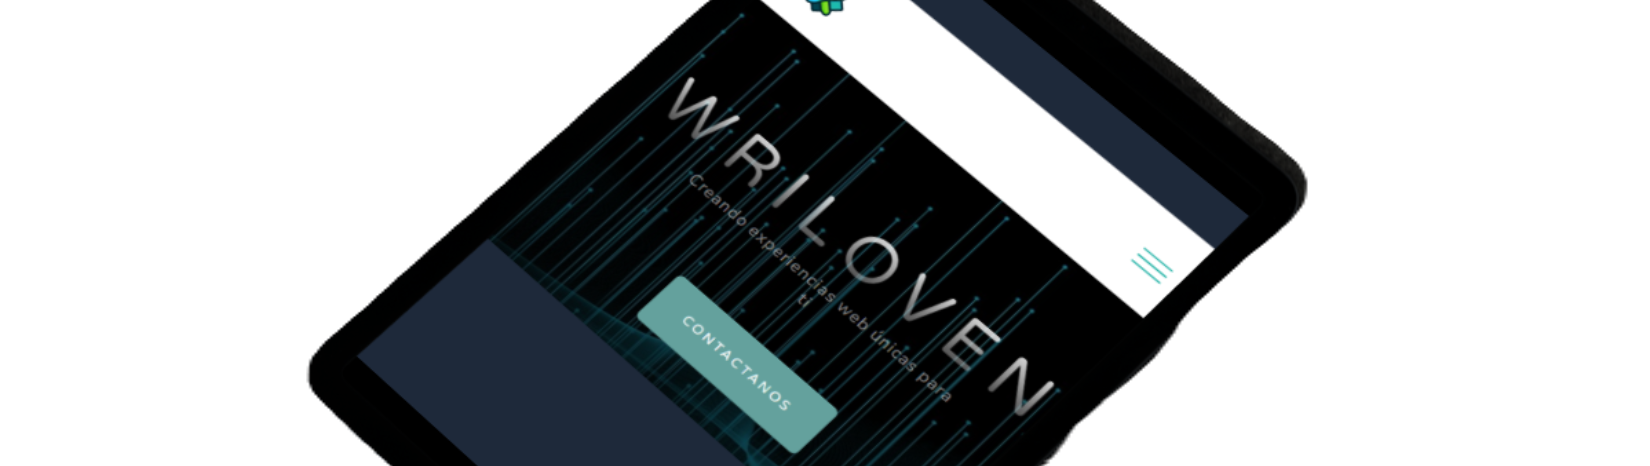 WRILOVEN
Creando experiencias web únicas para
ti
CONTACTANOS